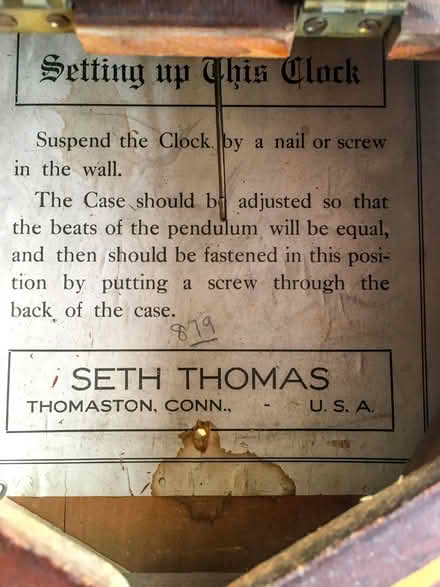 Setting up This Clock
Suspend the Clock by a nail or screw
in the wall.
The Case should be adjusted so that
the beats of the pendulum will be equal,
and then should be fastened in this posi-
tion by putting a screw through the
back of the case.
879
SETH THOMAS
THOMASTON, CONN., - U. S. A.